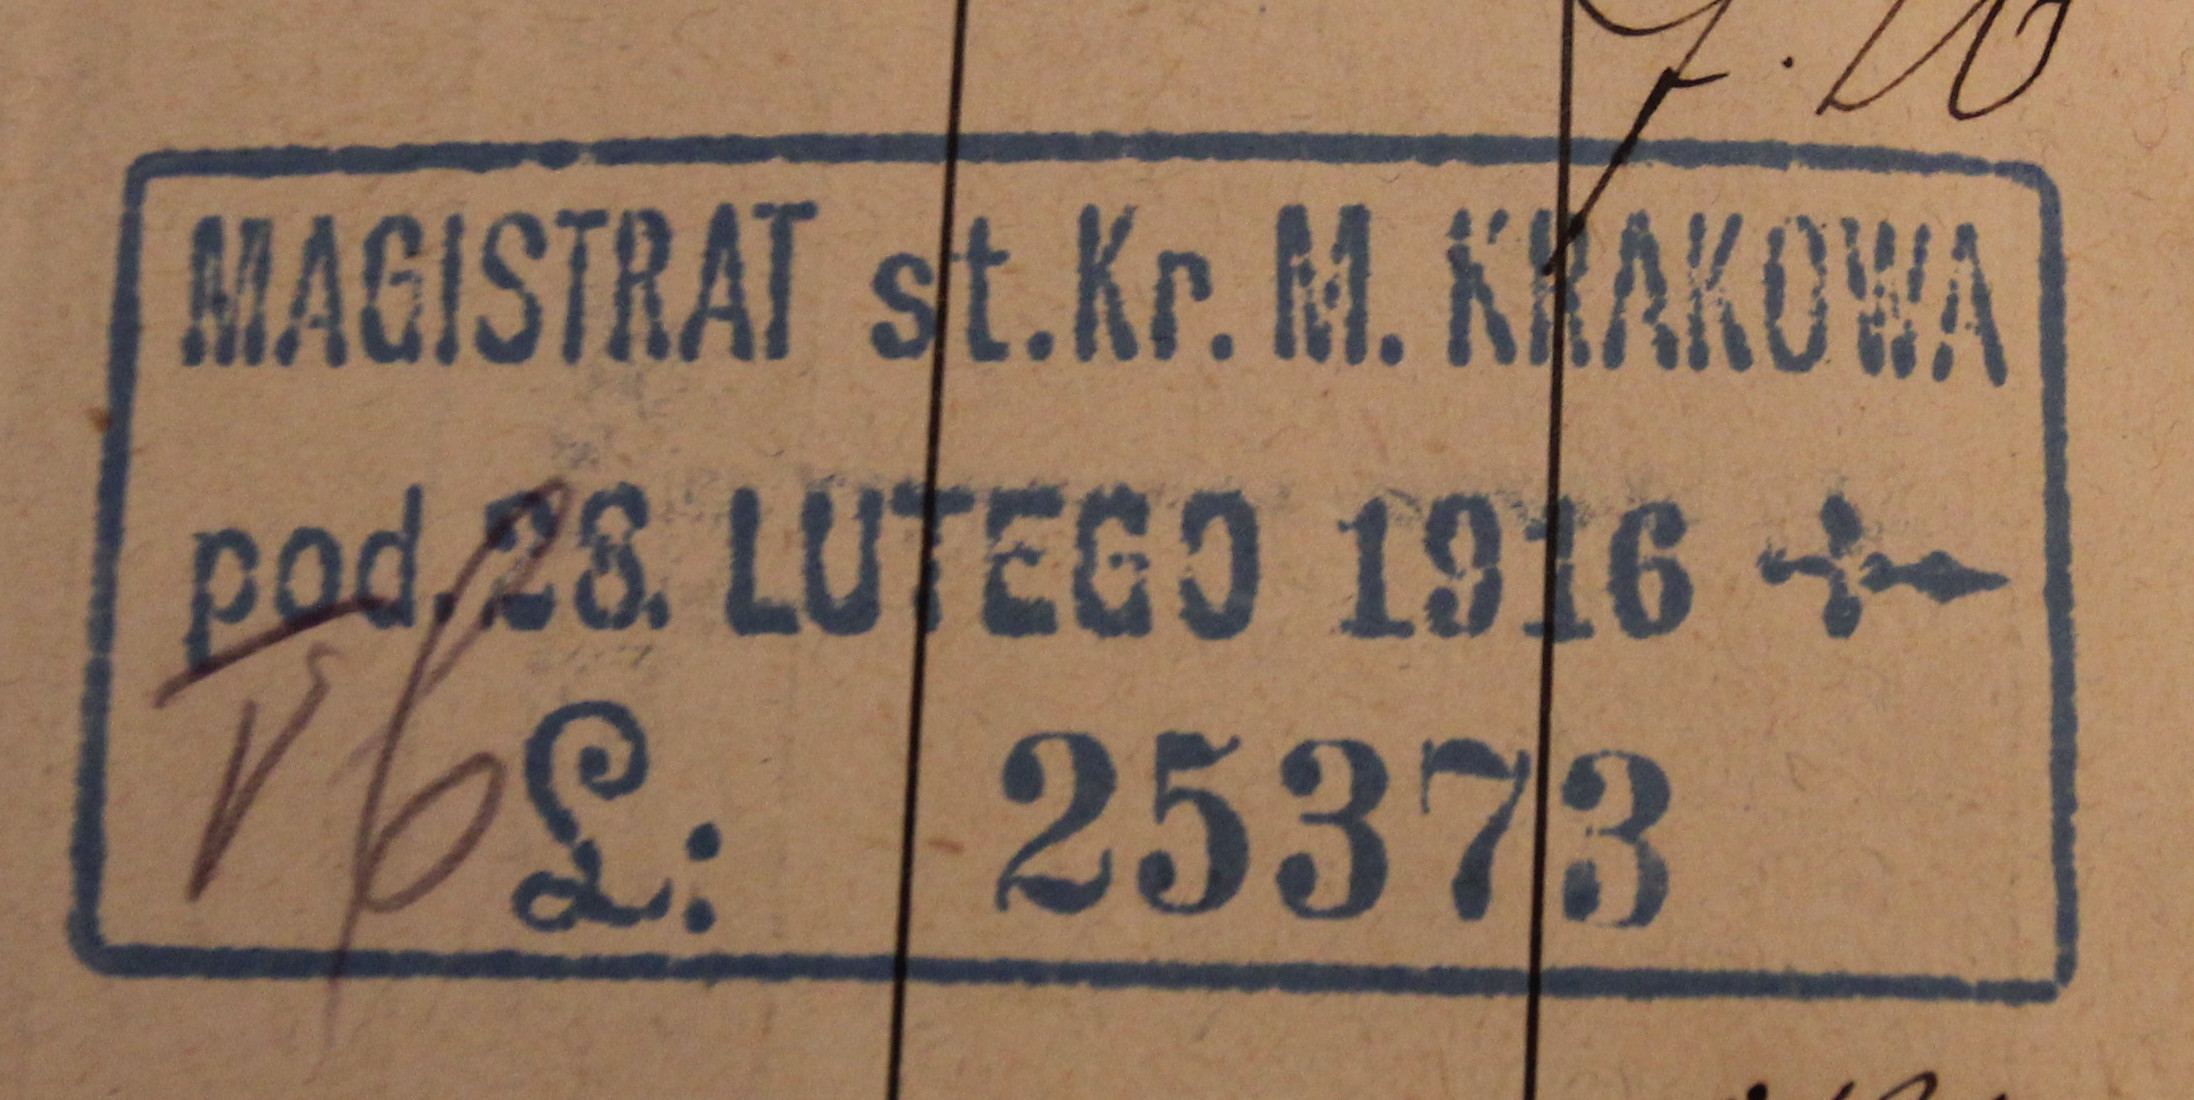 MAGISTRAT st. Kr. M. KRAKOWA
pod. 28. LUTEGO 1916
L: 25373